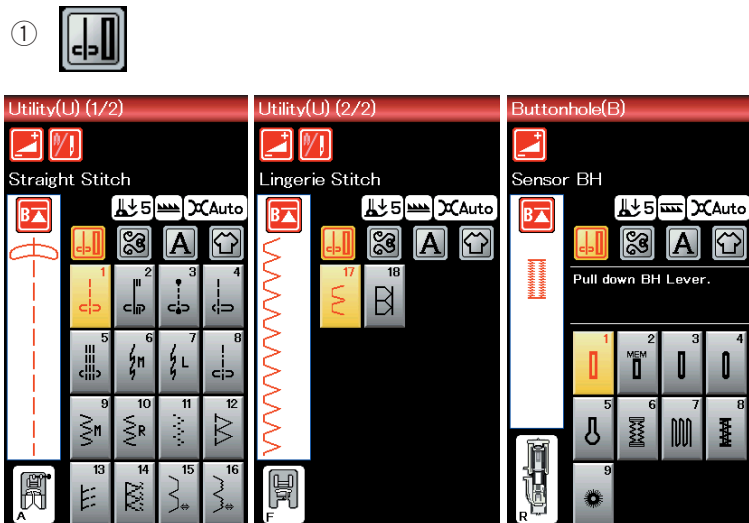 ①
Utility(U) (1/2)
Straight Stitch
B
5 Auto
A
1 2 3 4
5 6 M 7 L 8
9 M 10 R 11 12
13 14 15 16
A
Utility(U) (2/2)
Lingerie Stitch
B
5 Auto
A
17 18
F
Buttonhole(B)
Sensor BH
B
5 Auto
A
Pull down BH Lever.
1 2 MEM 3 4
5 6 7 8
9
R